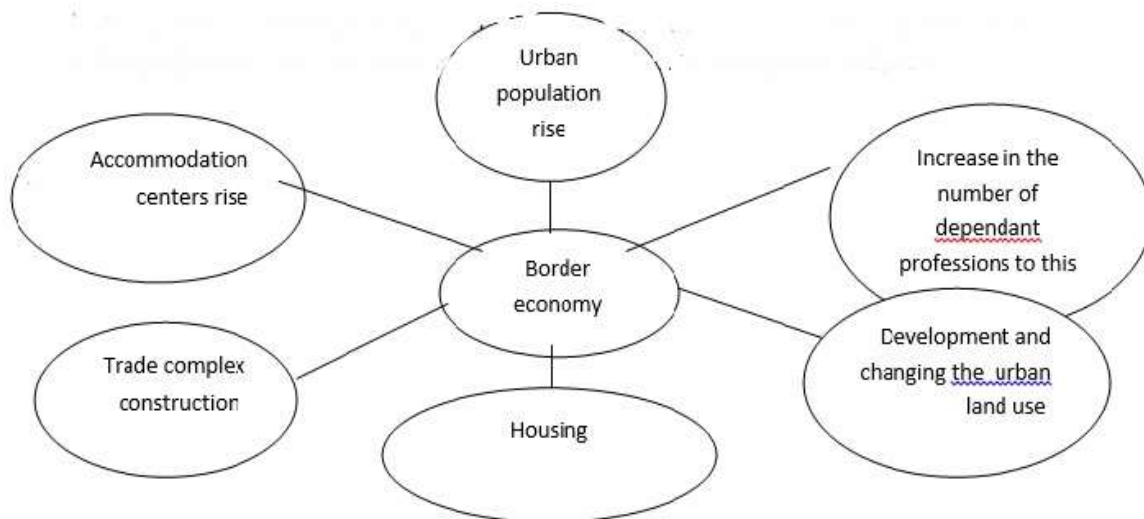 Urban
population
rise
Accommodation
centers rise
Increase in the
number of
dependant
professions to this
Border
economy
Trade complex
construction
Development and
changing the urban
land use
Housing